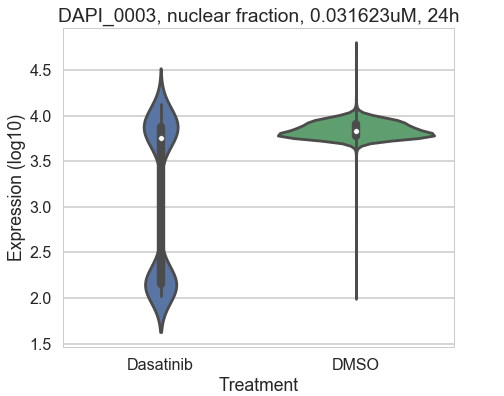 DAPI_0003, nuclear fraction, 0.031623uM, 24h
Expression (log10)
4.5
4.0
3.5
3.0
2.5
2.0
1.5
Dasatinib
DMSO
Treatment